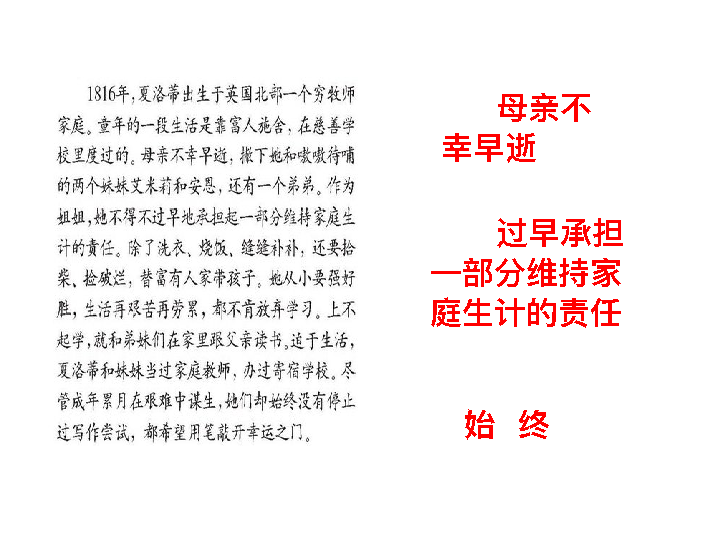 1816年,夏洛蒂出生于英国北部一个穷牧师
家庭。童年的一段生活是靠富人施舍,在慈善学
校里度过的。母亲不幸早逝,撇下她和嗷嗷待哺
的两个妹妹艾米莉和安恩,还有一个弟弟。作为
姐姐,她不得不过早地承担起一部分维持家庭生
计的责任。除了洗衣、烧饭、缝缝补补,还要拾
柴、捡破烂,替富有人家带孩子。她从小要强好
胜,生活再艰苦再劳累,都不肯放弃学习。上不
起学,就和弟妹们在家里跟父亲读书。迫于生活,
夏洛蒂和妹妹当过家庭教师,办过寄宿学校。尽
管成年累月在艰难中谋生,她们却始终没有停止
过写作尝试,都希望用笔敲开幸运之门。
母亲不
幸早逝
过早承担
一部分维持家
庭生计的责任
始 终